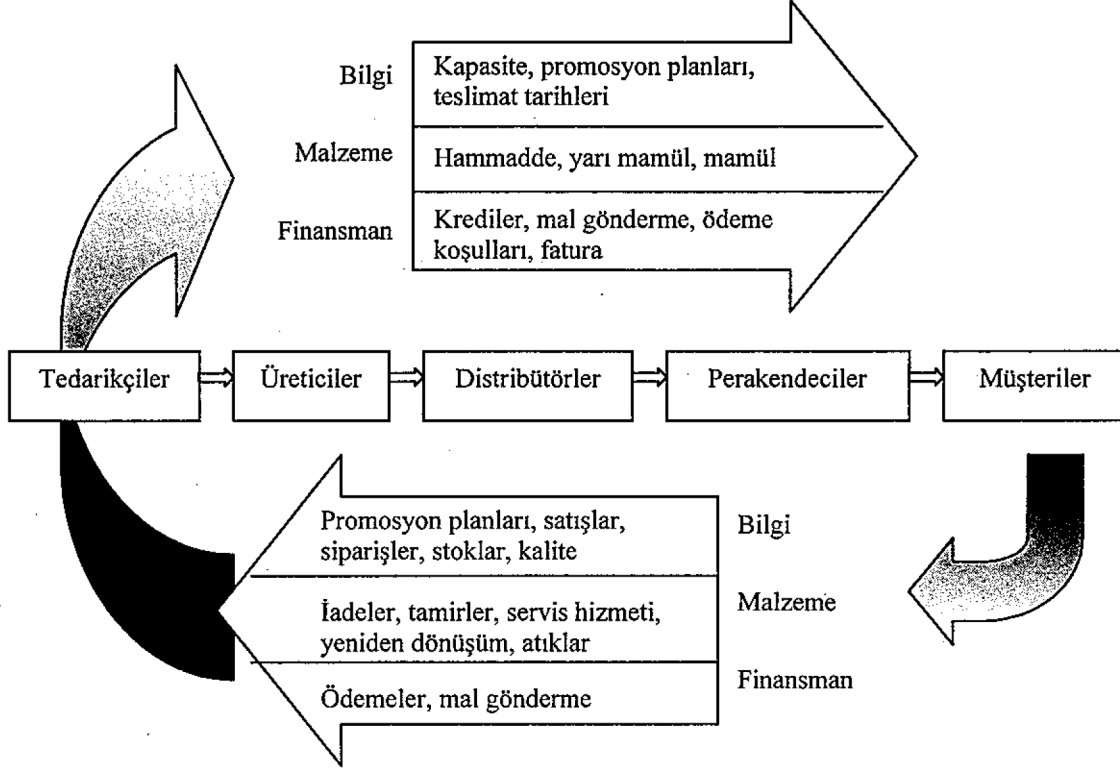 Bilgi
Kapasite, promosyon planları,
teslimat tarihleri
Malzeme
Hammadde, yarı mamül, mamül
Finansman
Krediler, mal gönderme, ödeme
koşulları, fatura
Tedarikçiler
Üreticiler
Distribütörler
Perakendeciler
Müşteriler
Promosyon planları, satışlar,
siparişler, stoklar, kalite
Bilgi
İadeler, tamirler, servis hizmeti,
yeniden dönüşüm, atıklar
Malzeme
Ödemeler, mal gönderme
Finansman